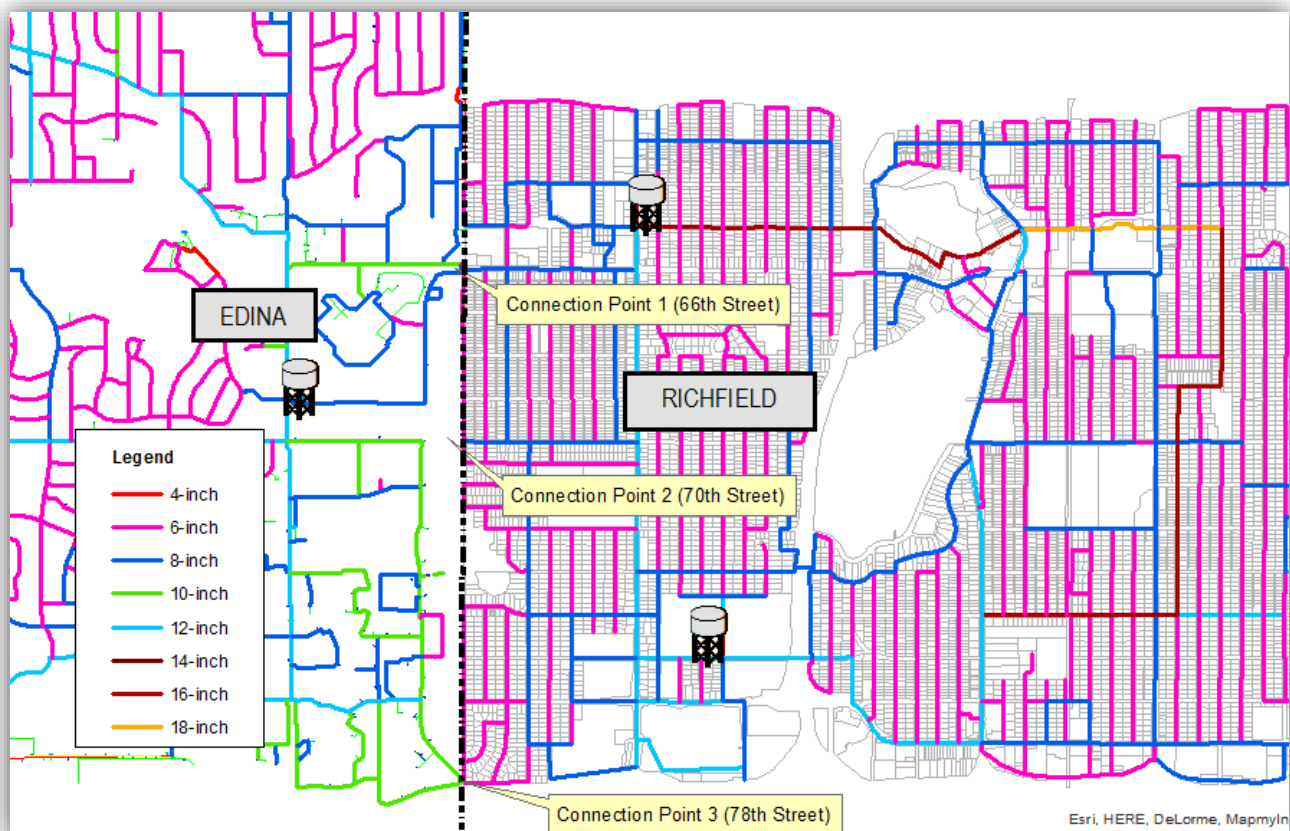 Connection Point 1 (66th Street)
EDINA
RICHFIELD
Legend
4-inch
6-inch
8-inch
10-inch
12-inch
14-inch
16-inch
18-inch
Connection Point 2 (70th Street)
Connection Point 3 (78th Street)
Esri, HERE, DeLorme, MapmyIn